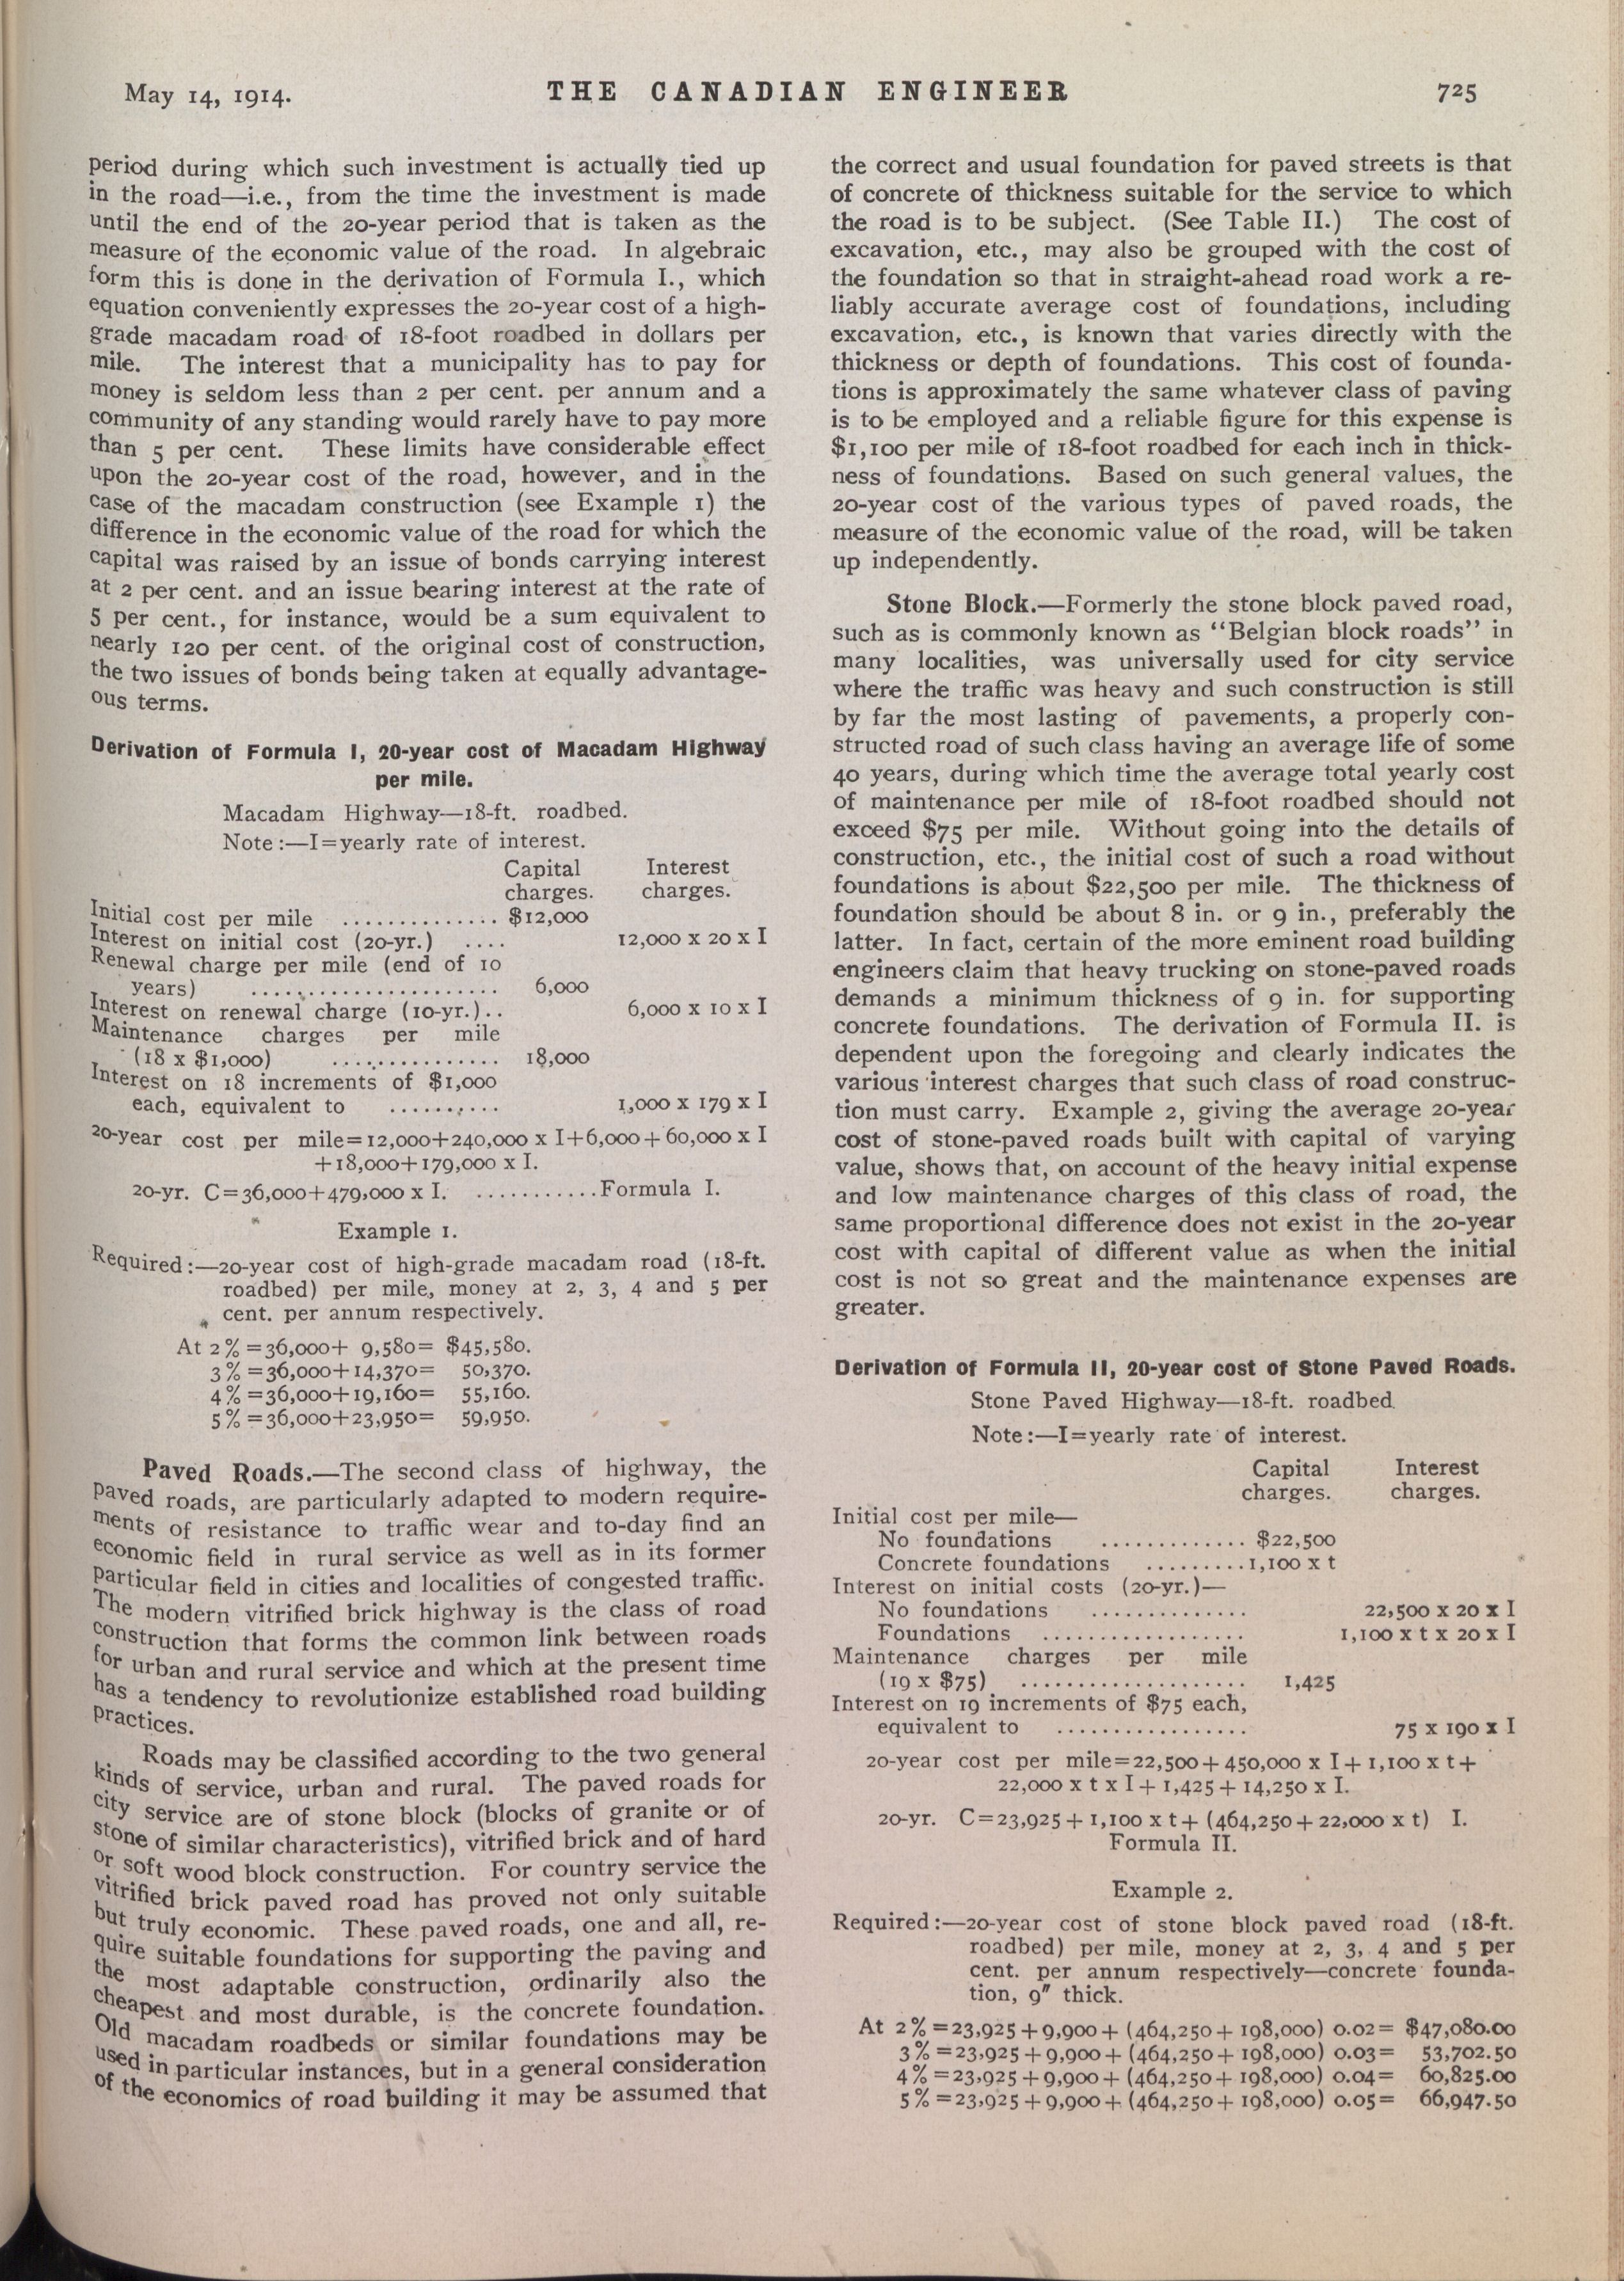 May 14, 1914.
THE CANADIAN ENGINEER
725
period during which such investment is actually tied up
in the road—i.e., from the time the investment is made
until the end of the 20-year period that is taken as the
measure of the economic value of the road. In algebraic
form this is done in the derivation of Formula I., which
equation conveniently expresses the 20-year cost of a high-
grade macadam road of 18-foot roadbed in dollars per
mile. The interest that a municipality has to pay for
money is seldom less than 2 per cent. per annum and a
community of any standing would rarely have to pay more
than 5 per cent. These limits have considerable effect
upon the 20-year cost of the road, however, and in the
case of the macadam construction (see Example 1) the
difference in the economic value of the road for which the
capital was raised by an issue of bonds carrying interest
at 2 per cent. and an issue bearing interest at the rate of
5 per cent., for instance, would be a sum equivalent to
nearly 120 per cent. of the original cost of construction,
the two issues of bonds being taken at equally advantage-
ous terms.
Derivation of Formula I, 20-year cost of Macadam Highway
per mile.
Macadam Highway—18-ft. roadbed.
Note:—I=yearly rate of interest.
Capital Interest
charges. charges.
Initial cost per mile .............. $12,000
Interest on initial cost (20-yr.) .... 12,000 x 20 x I
Renewal charge per mile (end of 10
years) ...................... 6,000
Interest on renewal charge (10-yr.).. 6,000 x 10 x I
Maintenance charges per mile
(18 x $1,000) ............... 18,000
Interest on 18 increments of $1,000
each, equivalent to .......... 1,000 x 179 x I
20-year cost per mile=12,000+240,000 x I+6,000+60,000 x I
+18,000+179,000 x I.
20-yr. C=36,000+479,000 x I. ...........Formula I.
Example 1.
Required:—20-year cost of high-grade macadam road (18-ft.
roadbed) per mile, money at 2, 3, 4 and 5 per
cent. per annum respectively.
At 2%=36,000+ 9,580= $45,580.
3%=36,000+14,370= 50,370.
4%=36,000+19,160= 55,160.
5%=36,000+23,950= 59,950.
Paved Roads.—The second class of highway, the
paved roads, are particularly adapted to modern require-
ments of resistance to traffic wear and to-day find an
economic field in rural service as well as in its former
particular field in cities and localities of congested traffic.
The modern vitrified brick highway is the class of road
construction that forms the common link between roads
for urban and rural service and which at the present time
has a tendency to revolutionize established road building
practices.
Roads may be classified according to the two general
kinds of service, urban and rural. The paved roads for
city service are of stone block (blocks of granite or of
stone of similar characteristics), vitrified brick and of hard
or soft wood block construction. For country service the
vitrified brick paved road has proved not only suitable
but truly economic. These paved roads, one and all, re-
quire suitable foundations for supporting the paving and
the most adaptable construction, ordinarily also the
cheapest and most durable, is the concrete foundation.
Old macadam roadbeds or similar foundations may be
used in particular instances, but in a general consideration
of the economics of road building it may be assumed that
the correct and usual foundation for paved streets is that
of concrete of thickness suitable for the service to which
the road is to be subject. (See Table II.) The cost of
excavation, etc., may also be grouped with the cost of
the foundation so that in straight-ahead road work a re-
liably accurate average cost of foundations, including
excavation, etc., is known that varies directly with the
thickness or depth of foundations. This cost of founda-
tions is approximately the same whatever class of paving
is to be employed and a reliable figure for this expense is
$1,100 per mile of 18-foot roadbed for each inch in thick-
ness of foundations. Based on such general values, the
20-year cost of the various types of paved roads, the
measure of the economic value of the road, will be taken
up independently.
Stone Block.—Formerly the stone block paved road,
such as is commonly known as "Belgian block roads" in
many localities, was universally used for city service
where the traffic was heavy and such construction is still
by far the most lasting of pavements, a properly con-
structed road of such class having an average life of some
40 years, during which time the average total yearly cost
of maintenance per mile of 18-foot roadbed should not
exceed $75 per mile. Without going into the details of
construction, etc., the initial cost of such a road without
foundations is about $22,500 per mile. The thickness of
foundation should be about 8 in. or 9 in., preferably the
latter. In fact, certain of the more eminent road building
engineers claim that heavy trucking on stone-paved roads
demands a minimum thickness of 9 in. for supporting
concrete foundations. The derivation of Formula II. is
dependent upon the foregoing and clearly indicates the
various interest charges that such class of road construc-
tion must carry. Example 2, giving the average 20-year
cost of stone-paved roads built with capital of varying
value, shows that, on account of the heavy initial expense
and low maintenance charges of this class of road, the
same proportional difference does not exist in the 20-year
cost with capital of different value as when the initial
cost is not so great and the maintenance expenses are
greater.
Derivation of Formula II, 20-year cost of Stone Paved Roads.
Stone Paved Highway—18-ft. roadbed.
Note:—I=yearly rate of interest.
Capital Interest
charges. charges.
Initial cost per mile—
No foundations ............. $22,500
Concrete foundations .........1,100 x t
Interest on initial costs (20-yr.)—
No foundations .............. 22,500 x 20 x I
Foundations .................. 1,100 x t x 20 x I
Maintenance charges per mile
(19 x $75) .................... 1,425
Interest on 19 increments of $75 each,
equivalent to ................. 75 x 190 x I
20-year cost per mile=22,500+450,000 x I+1,100 x t+
22,000 x t x I+1,425+14,250 x I.
20-yr. C=23,925+1,100 x t+(464,250+22,000 x t) I.
Formula II.
Example 2.
Required:—20-year cost of stone block paved road (18-ft.
roadbed) per mile, money at 2, 3, 4 and 5 per
cent. per annum respectively—concrete founda-
tion, 9" thick.
At 2%=23,925+9,900+(464,250+198,000) 0.02= $47,080.00
3%=23,925+9,900+(464,250+198,000) 0.03= 53,702.50
4%=23,925+9,900+(464,250+198,000) 0.04= 60,825.00
5%=23,925+9,900+(464,250+198,000) 0.05= 66,947.50